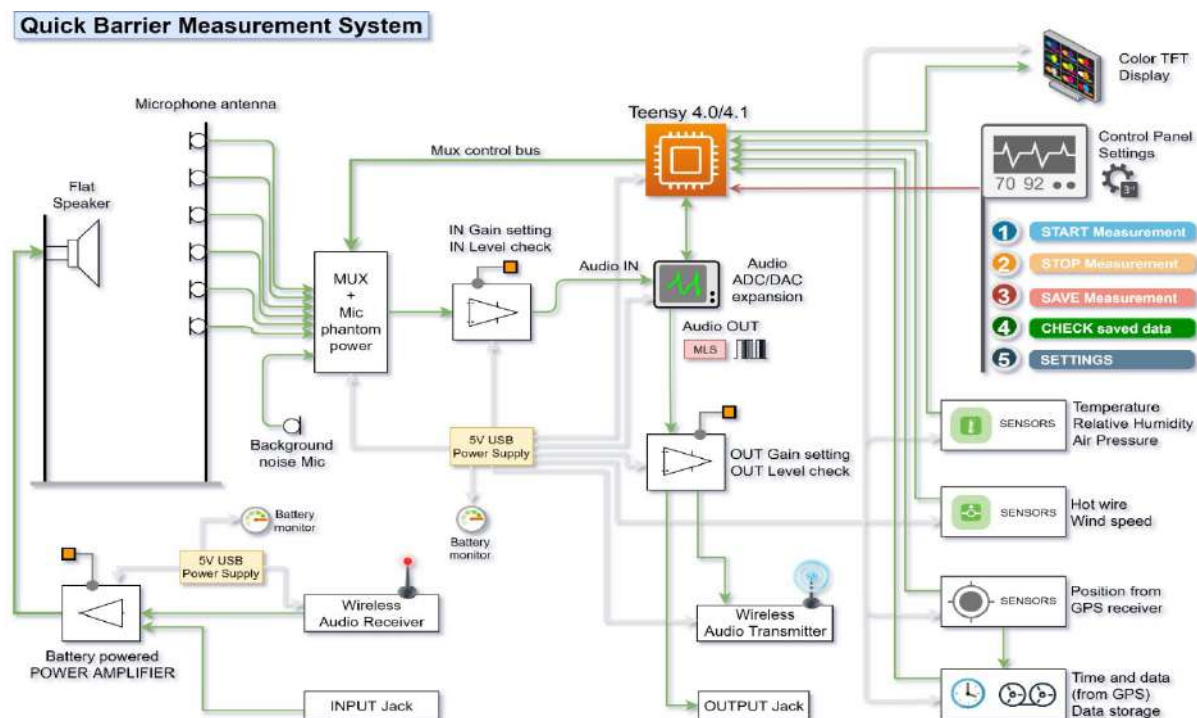 Quick Barrier Measurement System
Color TFT
Display
Microphone antenna
Teensy 4.0/4.1
Mux control bus
Control Panel
Settings
70 92
3rd
Flat
Speaker
1 START Measurement
2 STOP Measurement
3 SAVE Measurement
4 CHECK saved data
5 SETTINGS
IN Gain setting
IN Level check
MUX
+
Mic
phantom
power
Audio IN
Audio
ADC/DAC
expansion
Audio OUT
MLS
Background
noise Mic
5V USB
Power Supply
OUT Gain setting
OUT Level check
SENSORS
Temperature
Relative Humidity
Air Pressure
SENSORS
Hot wire
Wind speed
Battery
monitor
Battery
monitor
5V USB
Power Supply
Wireless
Audio Receiver
Wireless
Audio Transmitter
SENSORS
Position from
GPS receiver
Battery powered
POWER AMPLIFIER
INPUT Jack
OUTPUT Jack
Time and data
(from GPS)
Data storage